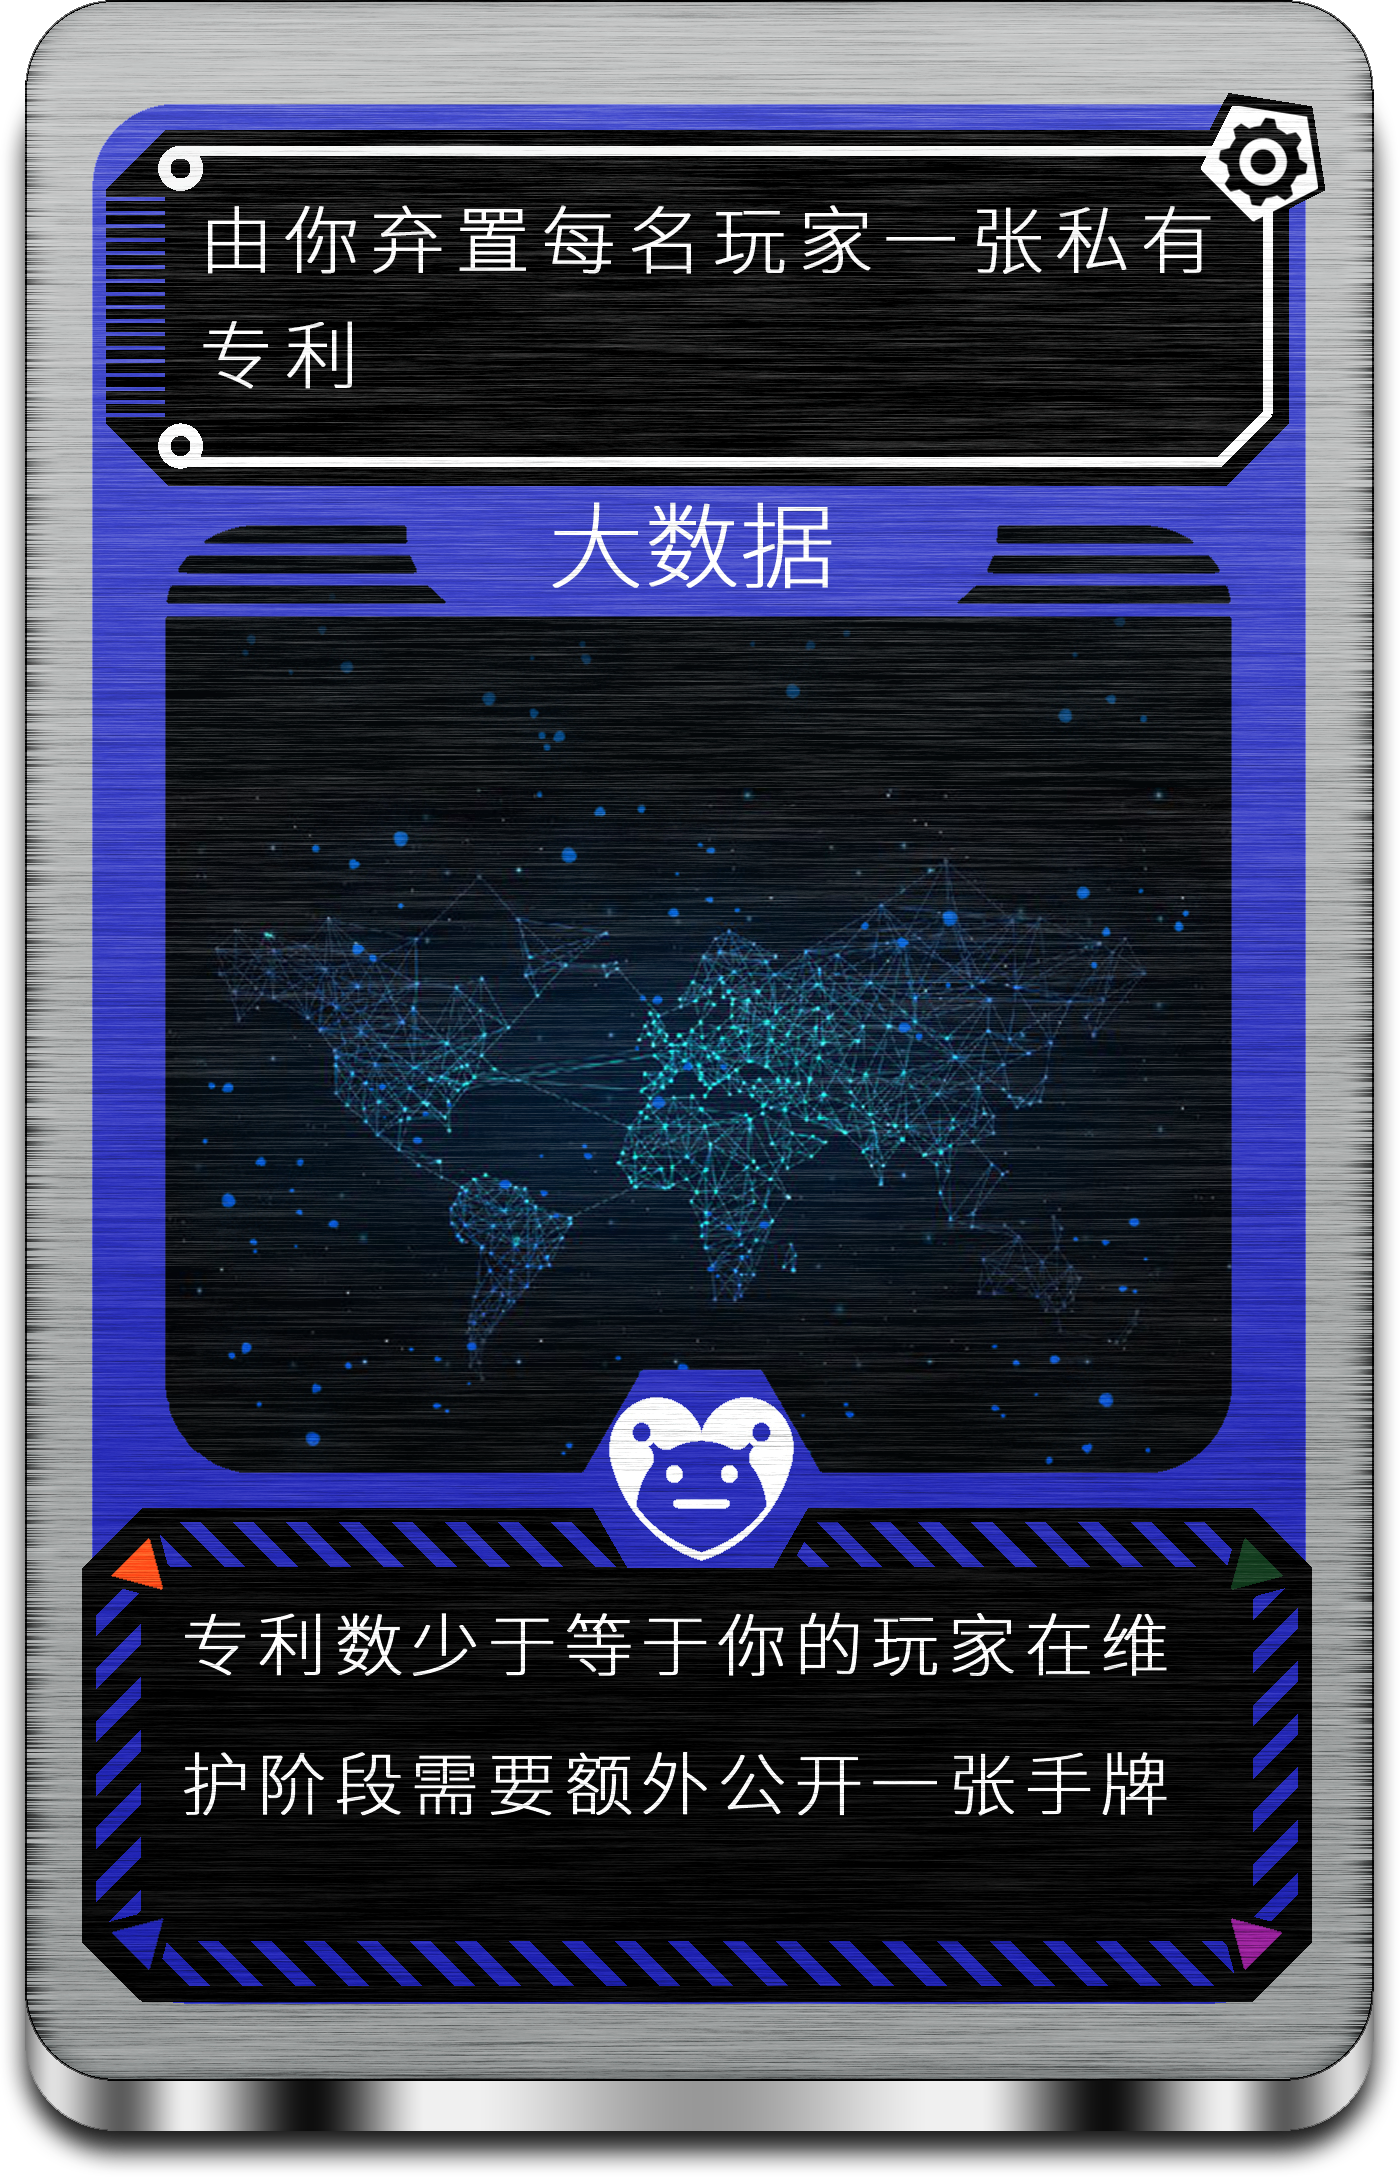 由你弃置每名玩家一张私有
专利
大数据
专利数少于等于你的玩家在维
护阶段需要额外公开一张手牌